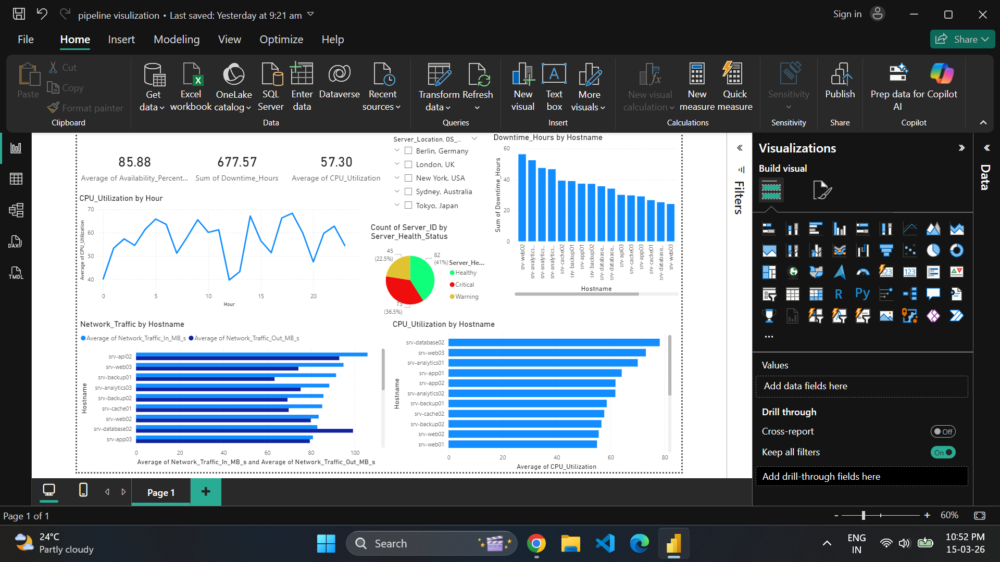 pipeline visulization • Last saved: Yesterday at 9:21 am
Sign in
File Home Insert Modeling View Optimize Help
Share
Paste
Cut
Copy
Format painter
Clipboard
Get data
Excel workbook
OneLake catalog
SQL Server
Enter data
Dataverse
Recent sources
Data
Transform data
Refresh
Queries
New visual
Text box
More visuals
Insert
New visual calculation
New measure
Quick measure
Calculations
Sensitivity
Sensitivity
Publish
Share
Prep data for AI
Copilot
Copilot
DAX
TMDL
85.88
Average of Availability_Percent...
677.57
Sum of Downtime_Hours
57.30
Average of CPU_Utilization
Server_Location, OS_...
Berlin, Germany
London, UK
New York, USA
Sydney, Australia
Tokyo, Japan
Downtime_Hours by Hostname
Sum of Downtime_Hours
60
40
20
0
srv-web02
srv-analytics...
srv-analytics...
srv-analytics...
srv-cache02
srv-backup01
srv-app01
srv-backup02
srv-database...
srv-database...
srv-api03
srv-cache03
srv-app03
srv-cache01
srv-database...
srv-web03
Hostname
CPU_Utilization by Hour
Average of CPU_Utilization
70
60
50
40
0 5 10 15 20
Hour
Count of Server_ID by
Server_Health_Status
45
(22.5%)
82
(41%)
73
(36.5%)
Server_He...
Healthy
Critical
Warning
Network_Traffic by Hostname
Average of Network_Traffic_In_MB_s Average of Network_Traffic_Out_MB_s
Hostname
srv-api02
srv-web03
srv-backup01
srv-analytics03
srv-backup02
srv-cache01
srv-web02
srv-database02
srv-app03
0 20 40 60 80 100
Average of Network_Traffic_In_MB_s and Average of Network_Traffic_Out_MB_s
CPU_Utilization by Hostname
Hostname
srv-database02
srv-web03
srv-analytics01
srv-app01
srv-app02
srv-analytics02
srv-backup01
srv-cache02
srv-backup02
srv-web02
srv-web01
0 20 40 60 80
Average of CPU_Utilization
Filters
Visualizations
Build visual
123
123
R
Py
...
Values
Add data fields here
Drill through
Cross-report
Off
Keep all filters
On
Add drill-through fields here
Data
Page 1
+
Page 1 of 1
- + 60%
24°C
Partly cloudy
Search
ENG
IN
10:52 PM
15-03-26